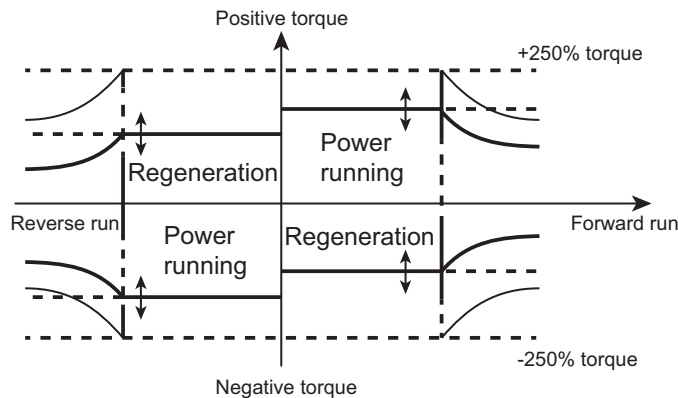 Positive torque
+250% torque
Power
running
Regeneration
Reverse run
Forward run
Power
running
Regeneration
-250% torque
Negative torque